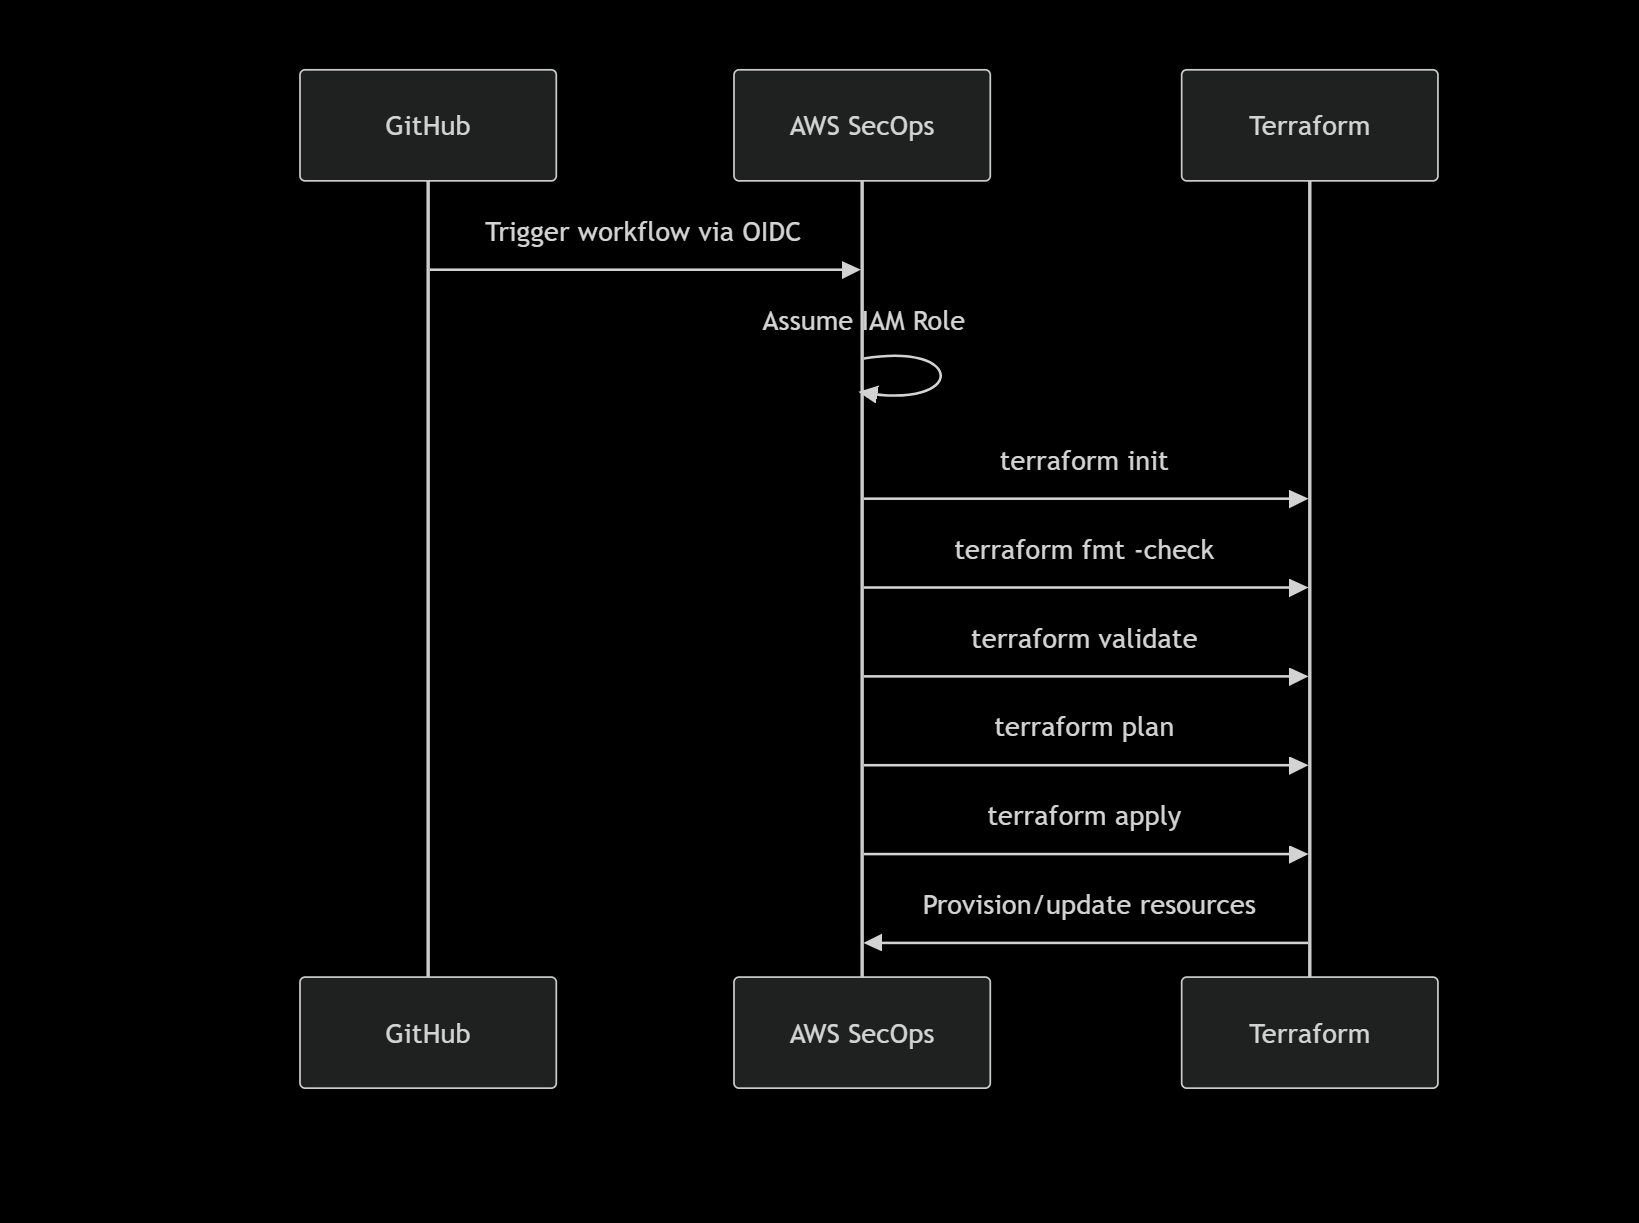 GitHub
AWS SecOps
Terraform
Trigger workflow via OIDC
Assume IAM Role
terraform init
terraform fmt -check
terraform validate
terraform plan
terraform apply
Provision/update resources
GitHub
AWS SecOps
Terraform